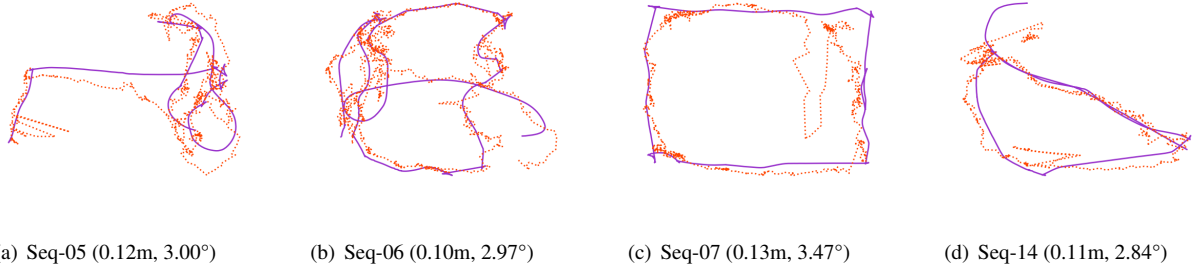 a) Seq-05 (0.12m, 3.00°) (b) Seq-06 (0.10m, 2.97°) (c) Seq-07 (0.13m, 3.47°) (d) Seq-14 (0.11m, 2.84°)